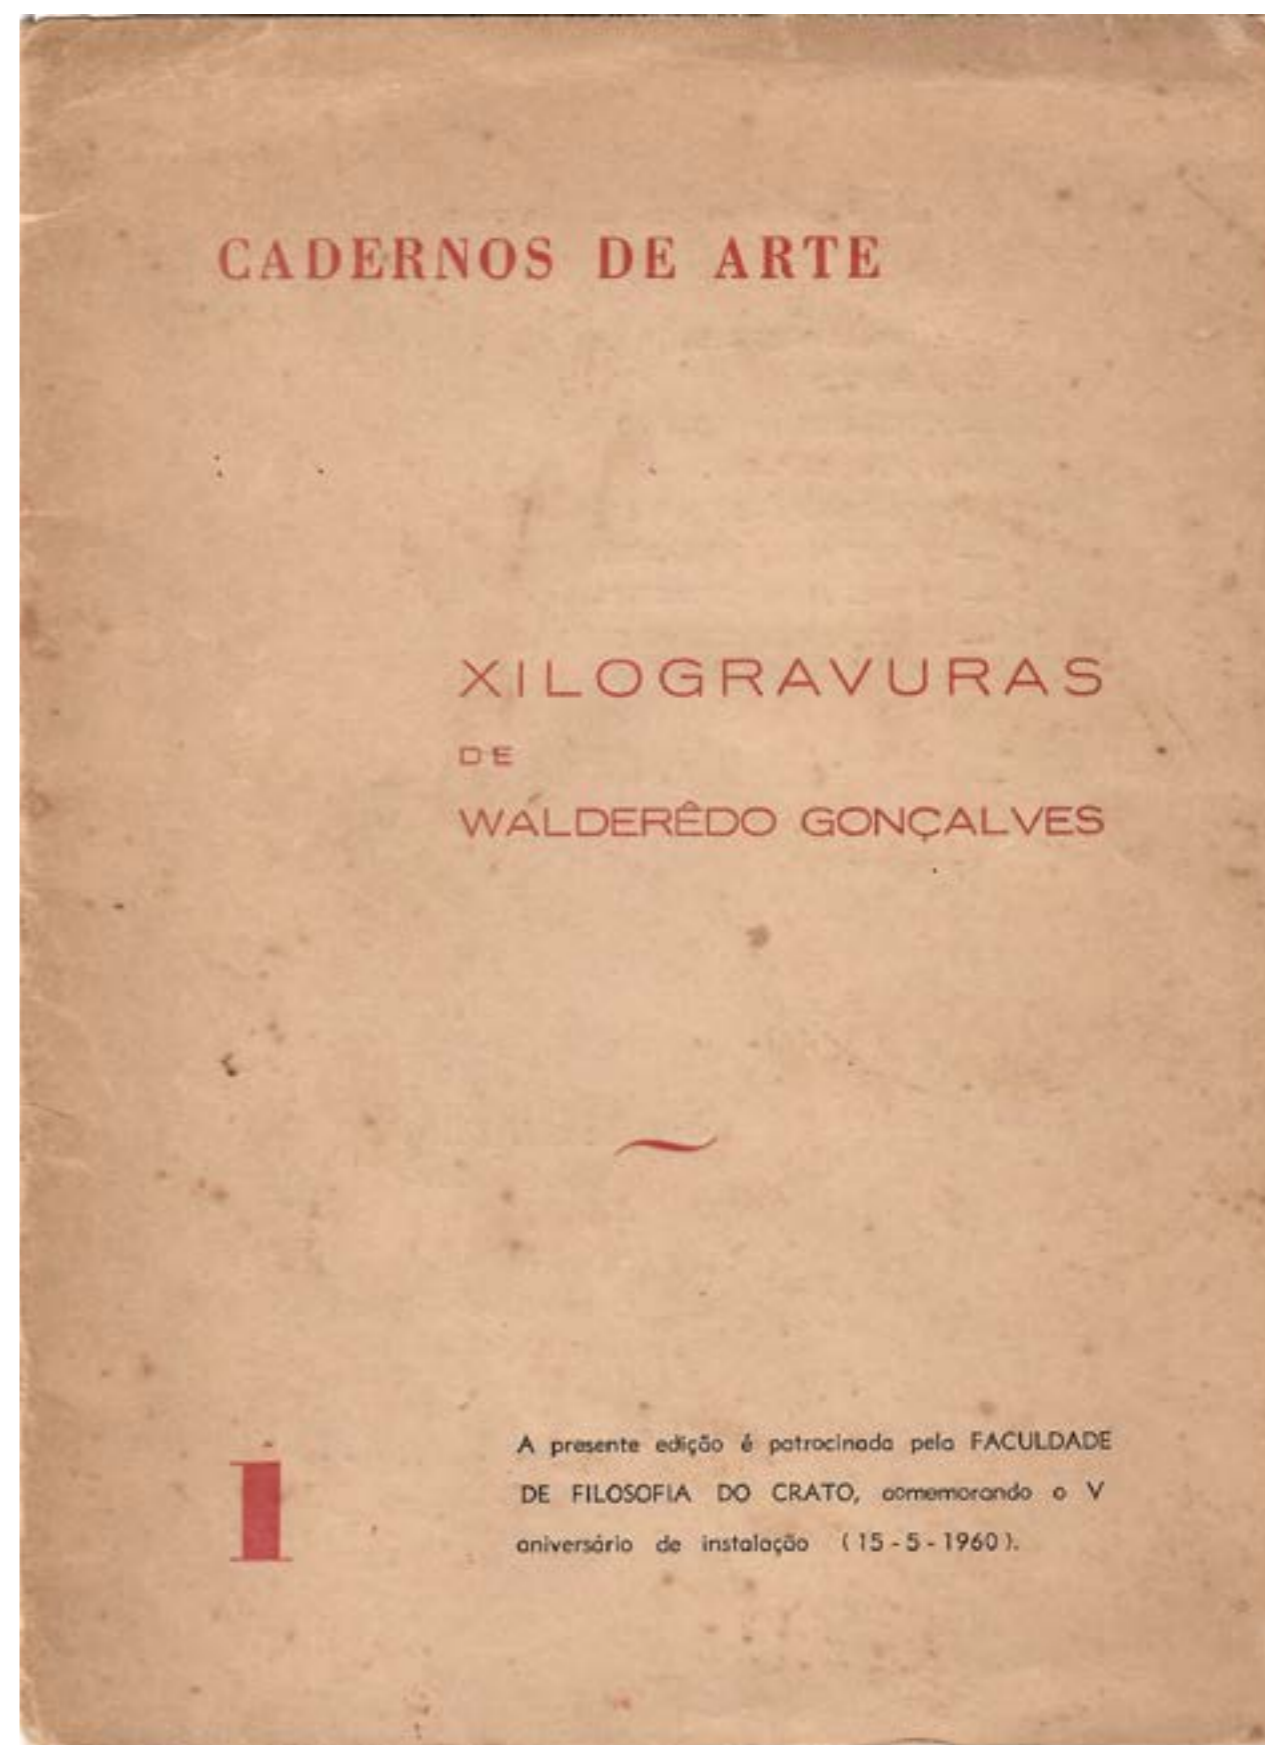 CADERNOS DE ARTE
XILOGRAVURAS
DE
WALDERÊDO GONÇALVES
1
A presente edição é patrocinada pela FACULDADE
DE FILOSOFIA DO CRATO, comemorando o V
aniversário de instalação (15-5-1960).